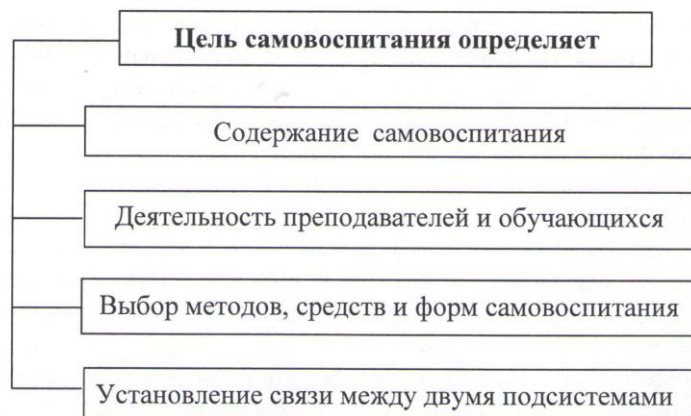 Цель самовоспитания определяет
Содержание самовоспитания
Деятельность преподавателей и обучающихся
Выбор методов, средств и форм самовоспитания
Установление связи между двумя подсистемами